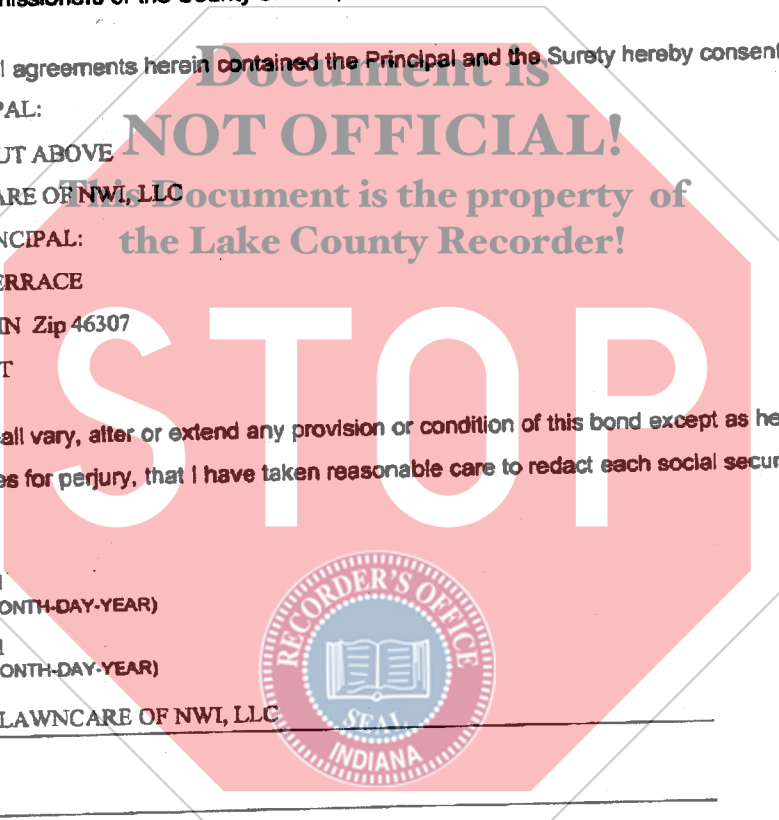 missioners of the County
l agreements herein contained the Principal and the Surety hereby consent
Document is
PAL:
NOT OFFICIAL!
UT ABOVE
ARE OF NWI, LLC
This Document is the property of
NCIPAL:
the Lake County Recorder!
ERRACE
IN Zip 46307
T
STOP
all vary, alter or extend any provision or condition of this bond except as he
es for perjury, that I have taken reasonable care to redact each social secur
ONTH-DAY-YEAR)
ONTH-DAY-YEAR)
LAWNCARE OF NWI, LLC
RECORDER'S OFFICE
SEAL
INDIANA